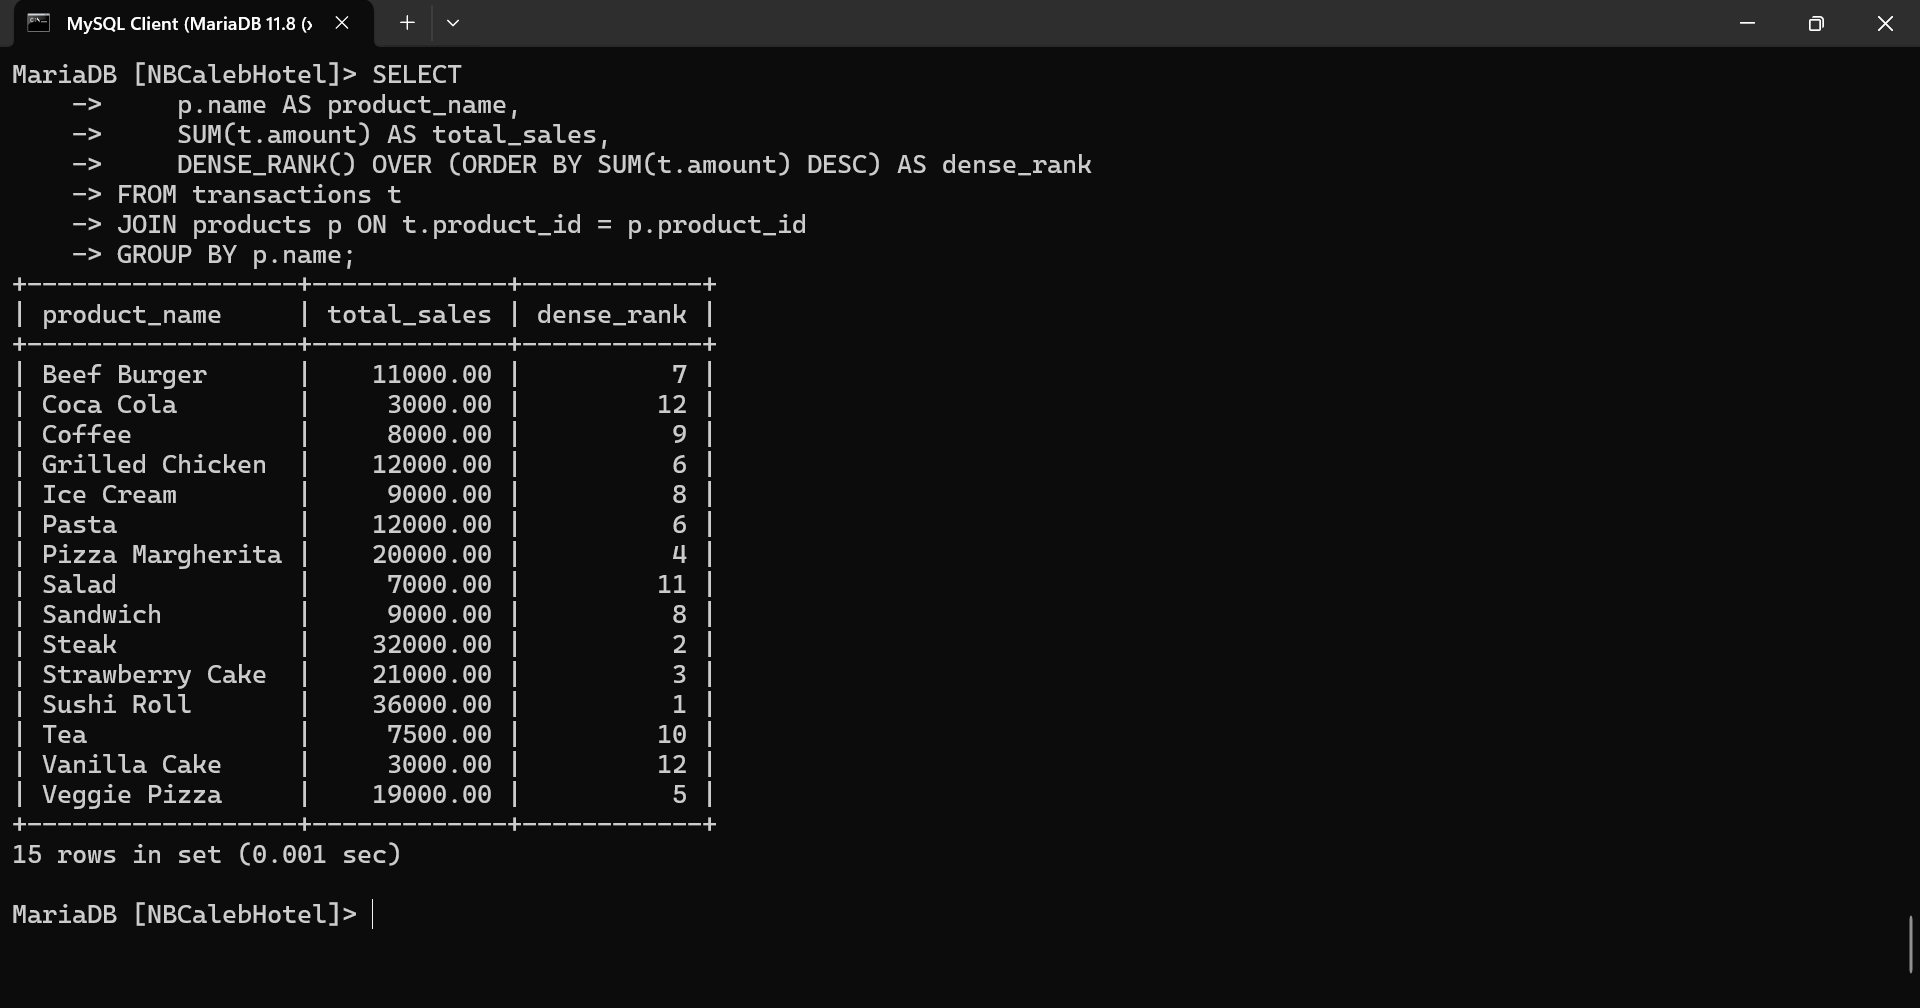 MySQL Client (MariaDB 11.8 (x
MariaDB [NBCalebHotel]> SELECT
    ->     p.name AS product_name,
    ->     SUM(t.amount) AS total_sales,
    ->     DENSE_RANK() OVER (ORDER BY SUM(t.amount) DESC) AS dense_rank
    -> FROM transactions t
    -> JOIN products p ON t.product_id = p.product_id
    -> GROUP BY p.name;
+------------------+-------------+------------+
| product_name     | total_sales | dense_rank |
+------------------+-------------+------------+
| Beef Burger      |    11000.00 |          7 |
| Coca Cola        |     3000.00 |         12 |
| Coffee           |     8000.00 |          9 |
| Grilled Chicken  |    12000.00 |          6 |
| Ice Cream        |     9000.00 |          8 |
| Pasta            |    12000.00 |          6 |
| Pizza Margherita |    20000.00 |          4 |
| Salad            |     7000.00 |         11 |
| Sandwich         |     9000.00 |          8 |
| Steak            |    32000.00 |          2 |
| Strawberry Cake  |    21000.00 |          3 |
| Sushi Roll       |    36000.00 |          1 |
| Tea              |     7500.00 |         10 |
| Vanilla Cake     |     3000.00 |         12 |
| Veggie Pizza     |    19000.00 |          5 |
+------------------+-------------+------------+
15 rows in set (0.001 sec)
MariaDB [NBCalebHotel]>